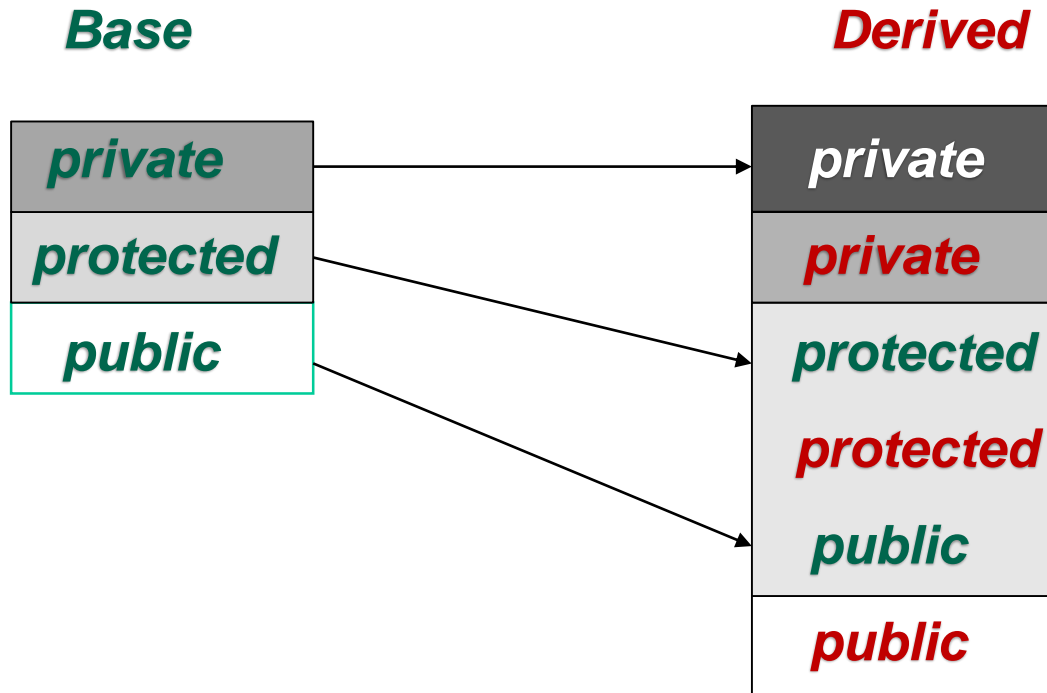 Base
Derived
private
protected
public
private
private
protected
protected
public
public